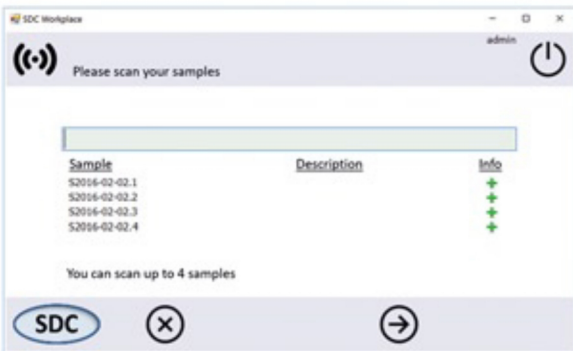 SDC Workplace
admin
Please scan your samples
Sample Description Info
S2016-02-02.1
S2016-02-02.2
S2016-02-02.3
S2016-02-02.4
You can scan up to 4 samples
SDC